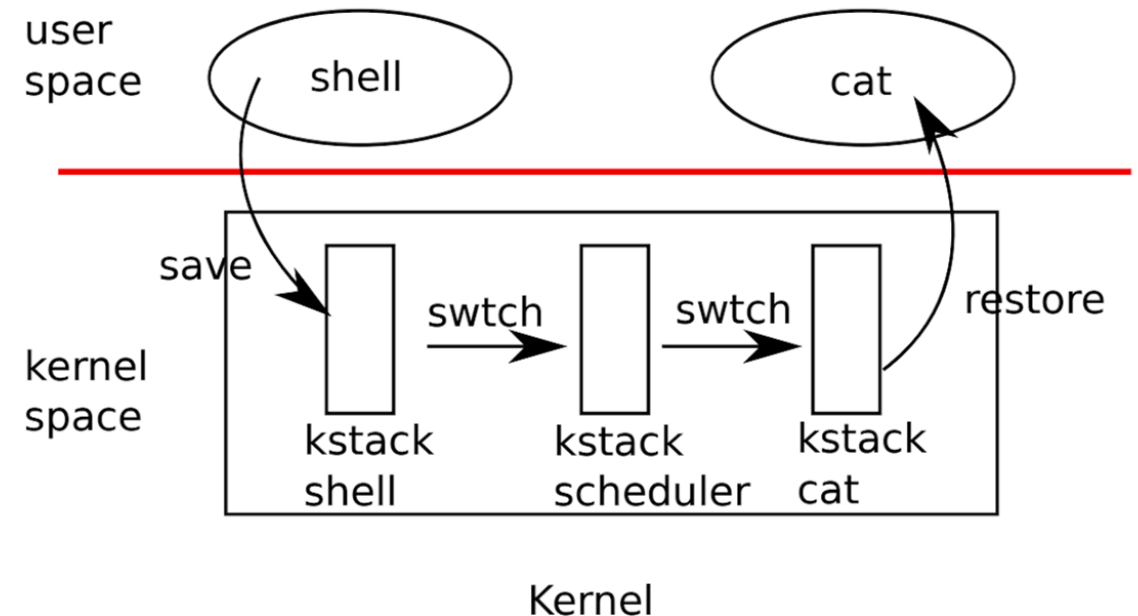 user
space
shell
cat
save
swtch
swtch
restore
kernel
space
kstack
shell
kstack
scheduler
kstack
cat
Kernel